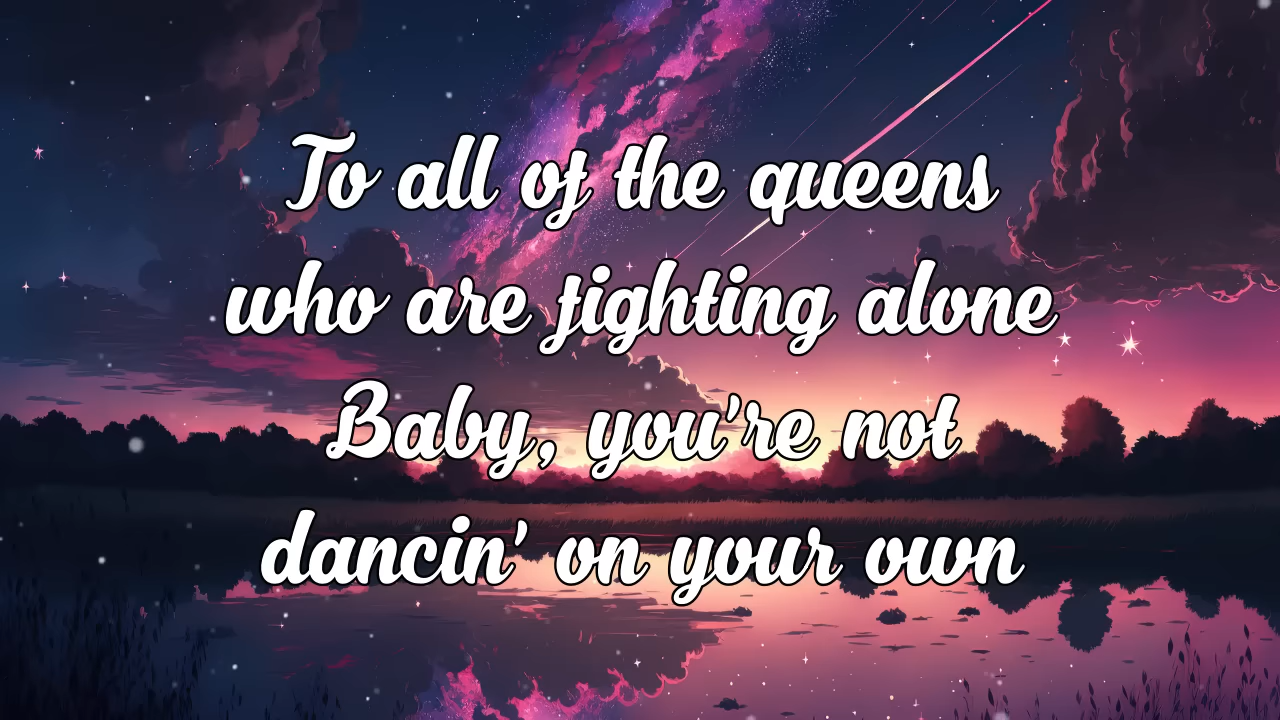 To all of the queens
who are fighting alone
Baby, you're not
dancin' on your own